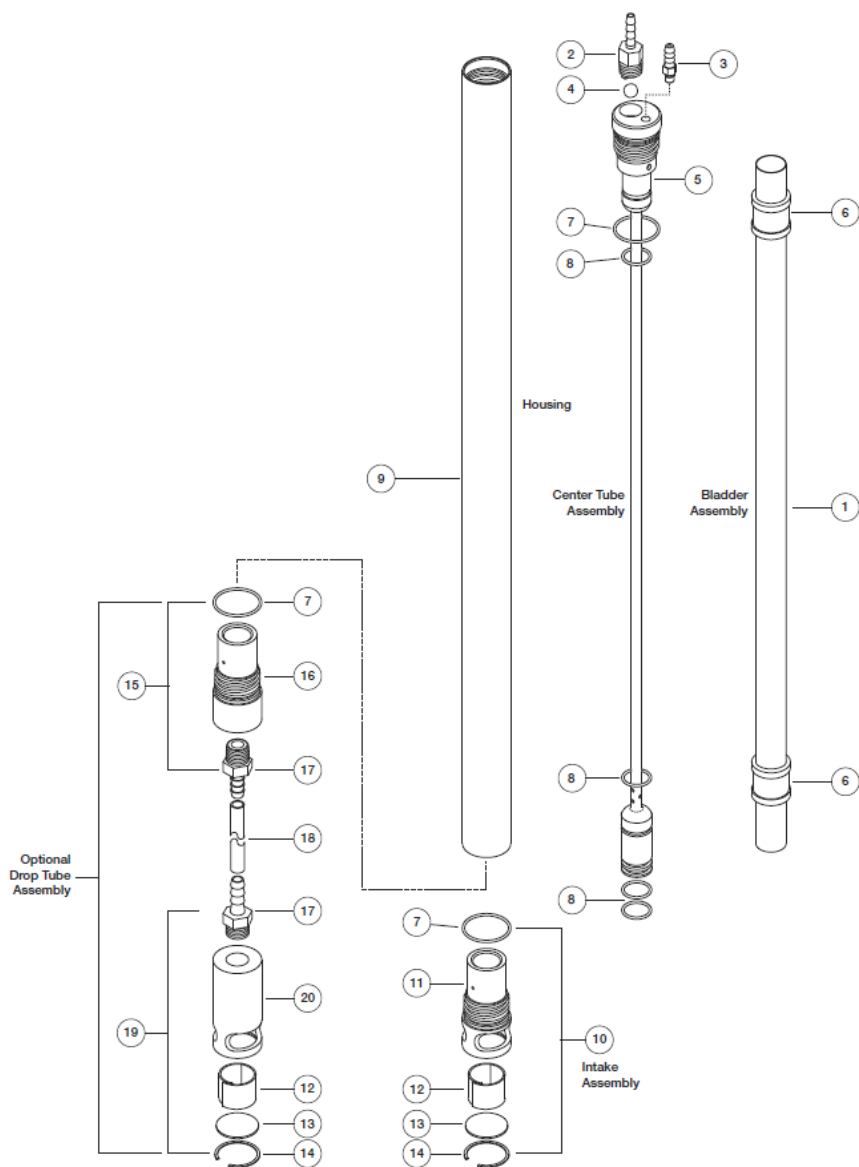 2
3
4
5
6
7
8
Housing
9
Center Tube
Assembly
Bladder
Assembly
1
7
15
16
17
8
6
18
Optional
Drop Tube
Assembly
17
8
7
20
11
19
10
Intake
Assembly
12
12
13
13
14
14